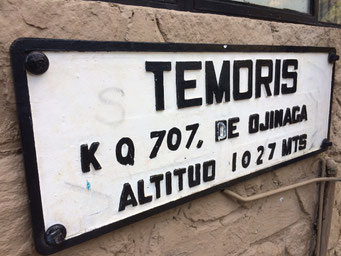 TEMORIS
K Q 707, DE OJINAGA
ALTITUD 1027 MTS